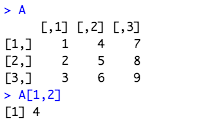 > A
     [,1] [,2] [,3]
[1,]    1    4    7
[2,]    2    5    8
[3,]    3    6    9
> A[1,2]
[1] 4